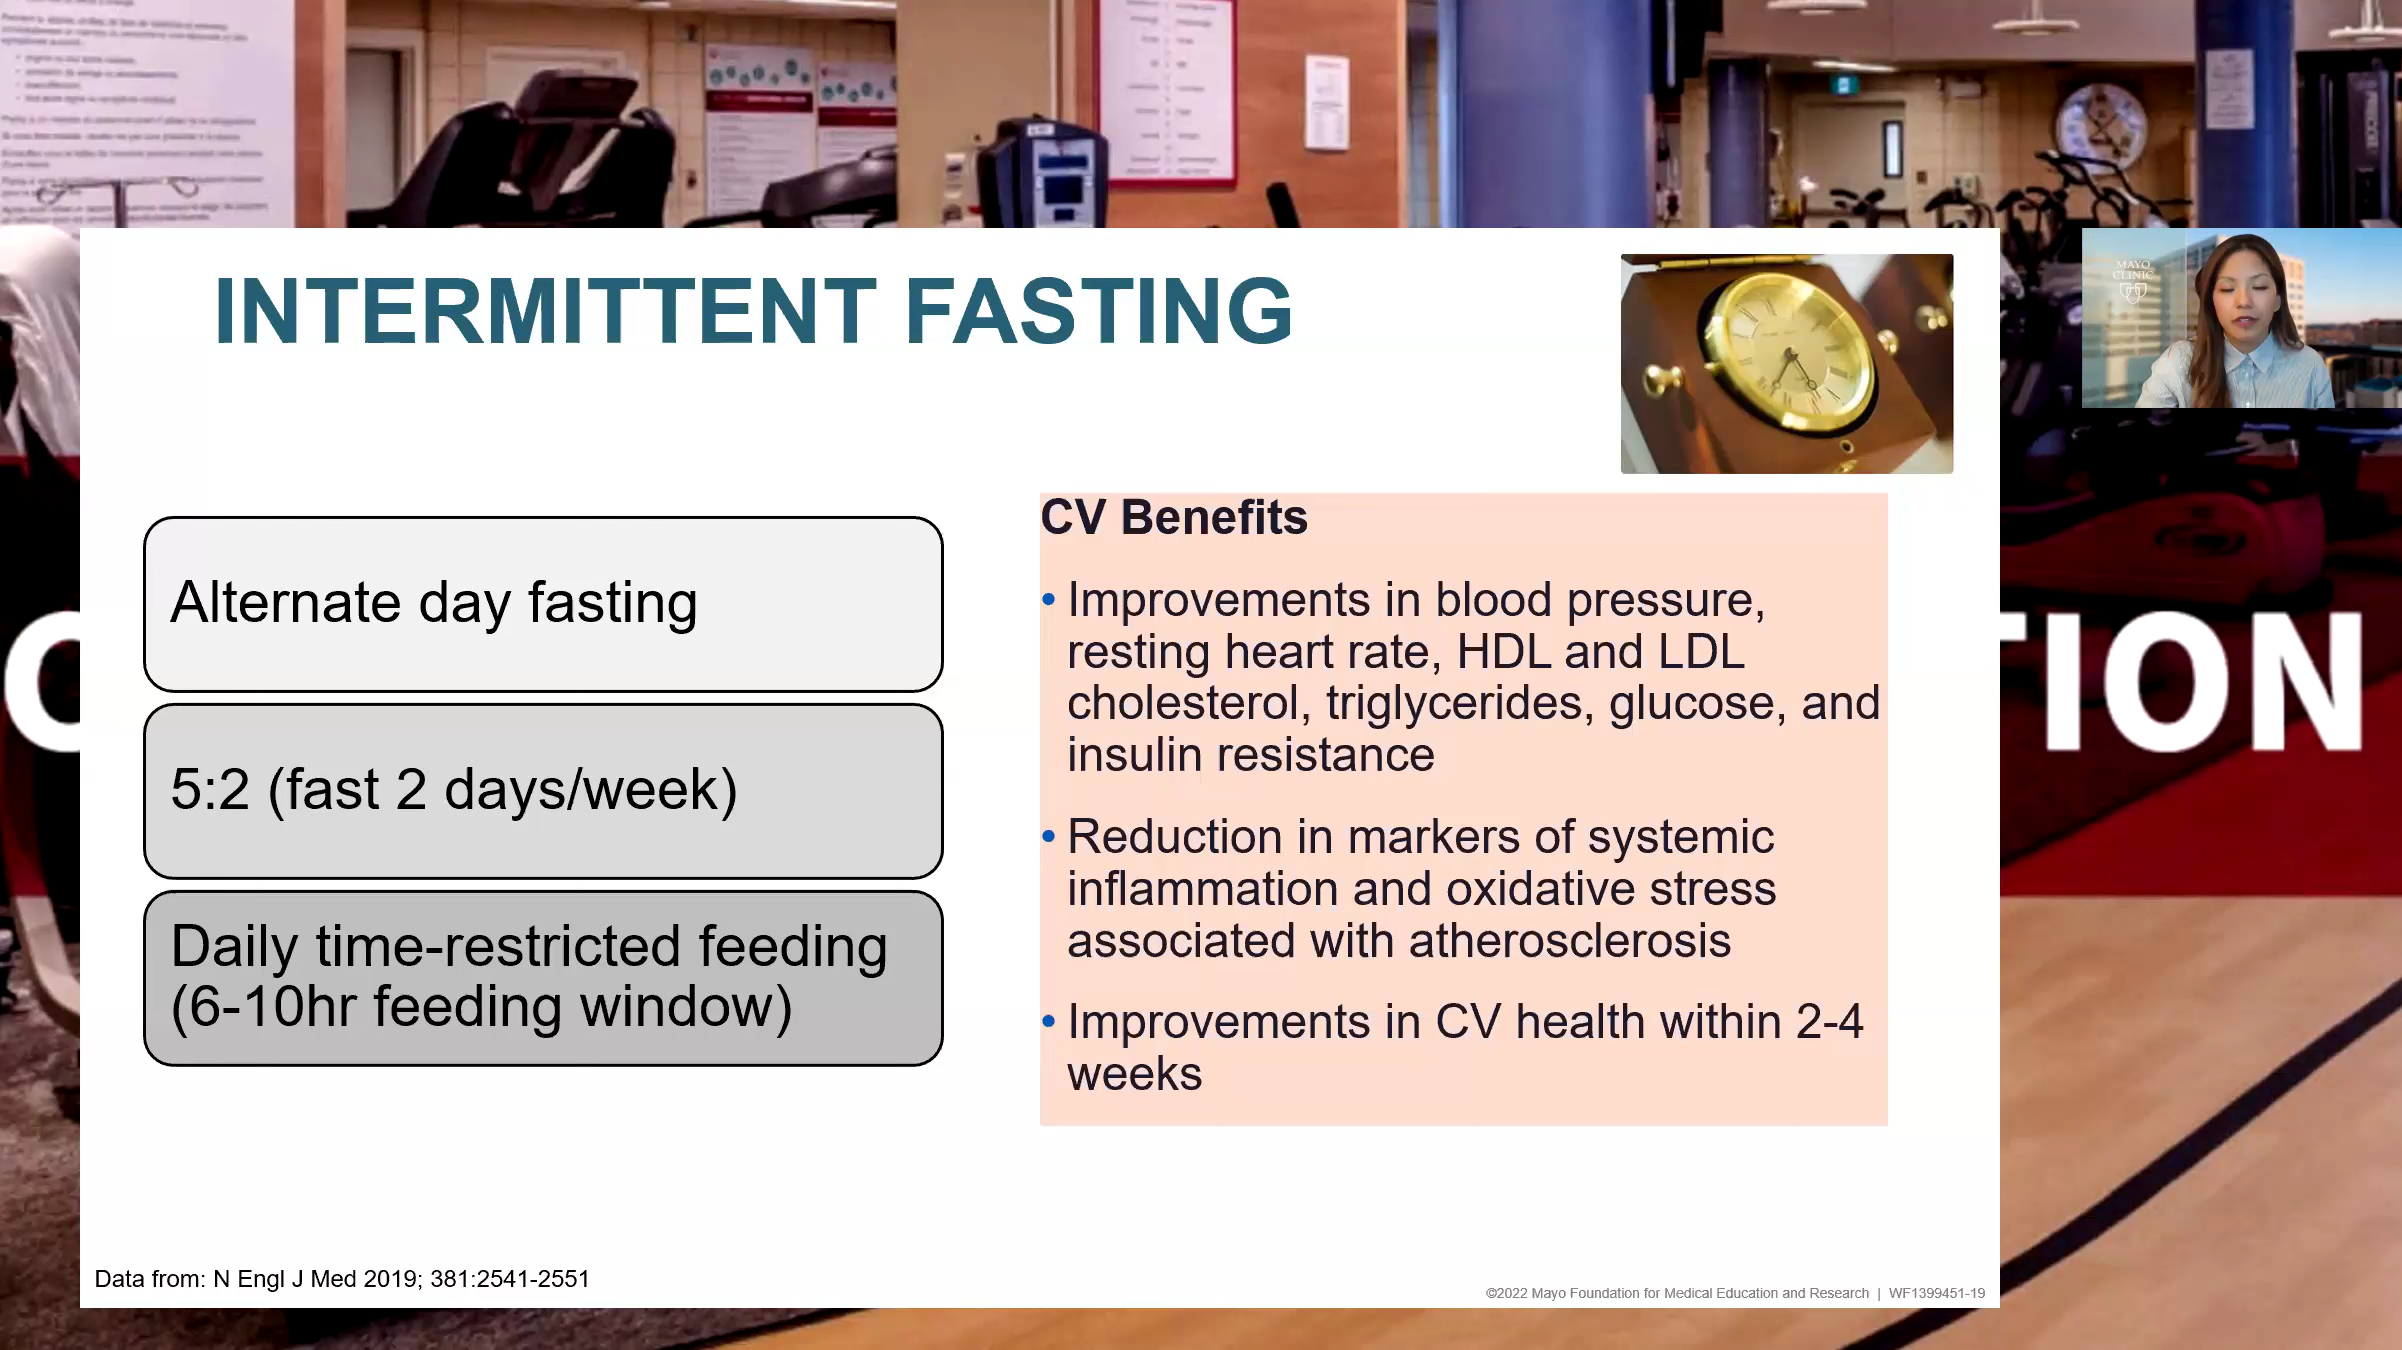 INTERMITTENT FASTING
MAYO
CLINIC
Alternate day fasting
5:2 (fast 2 days/week)
Daily time-restricted feeding
(6-10hr feeding window)
CV Benefits
• Improvements in blood pressure,
resting heart rate, HDL and LDL
cholesterol, triglycerides, glucose, and
insulin resistance
• Reduction in markers of systemic
inflammation and oxidative stress
associated with atherosclerosis
• Improvements in CV health within 2-4
weeks
TION
Data from: N Engl J Med 2019; 381:2541-2551
©2022 Mayo Foundation for Medical Education and Research | WF1399451-19